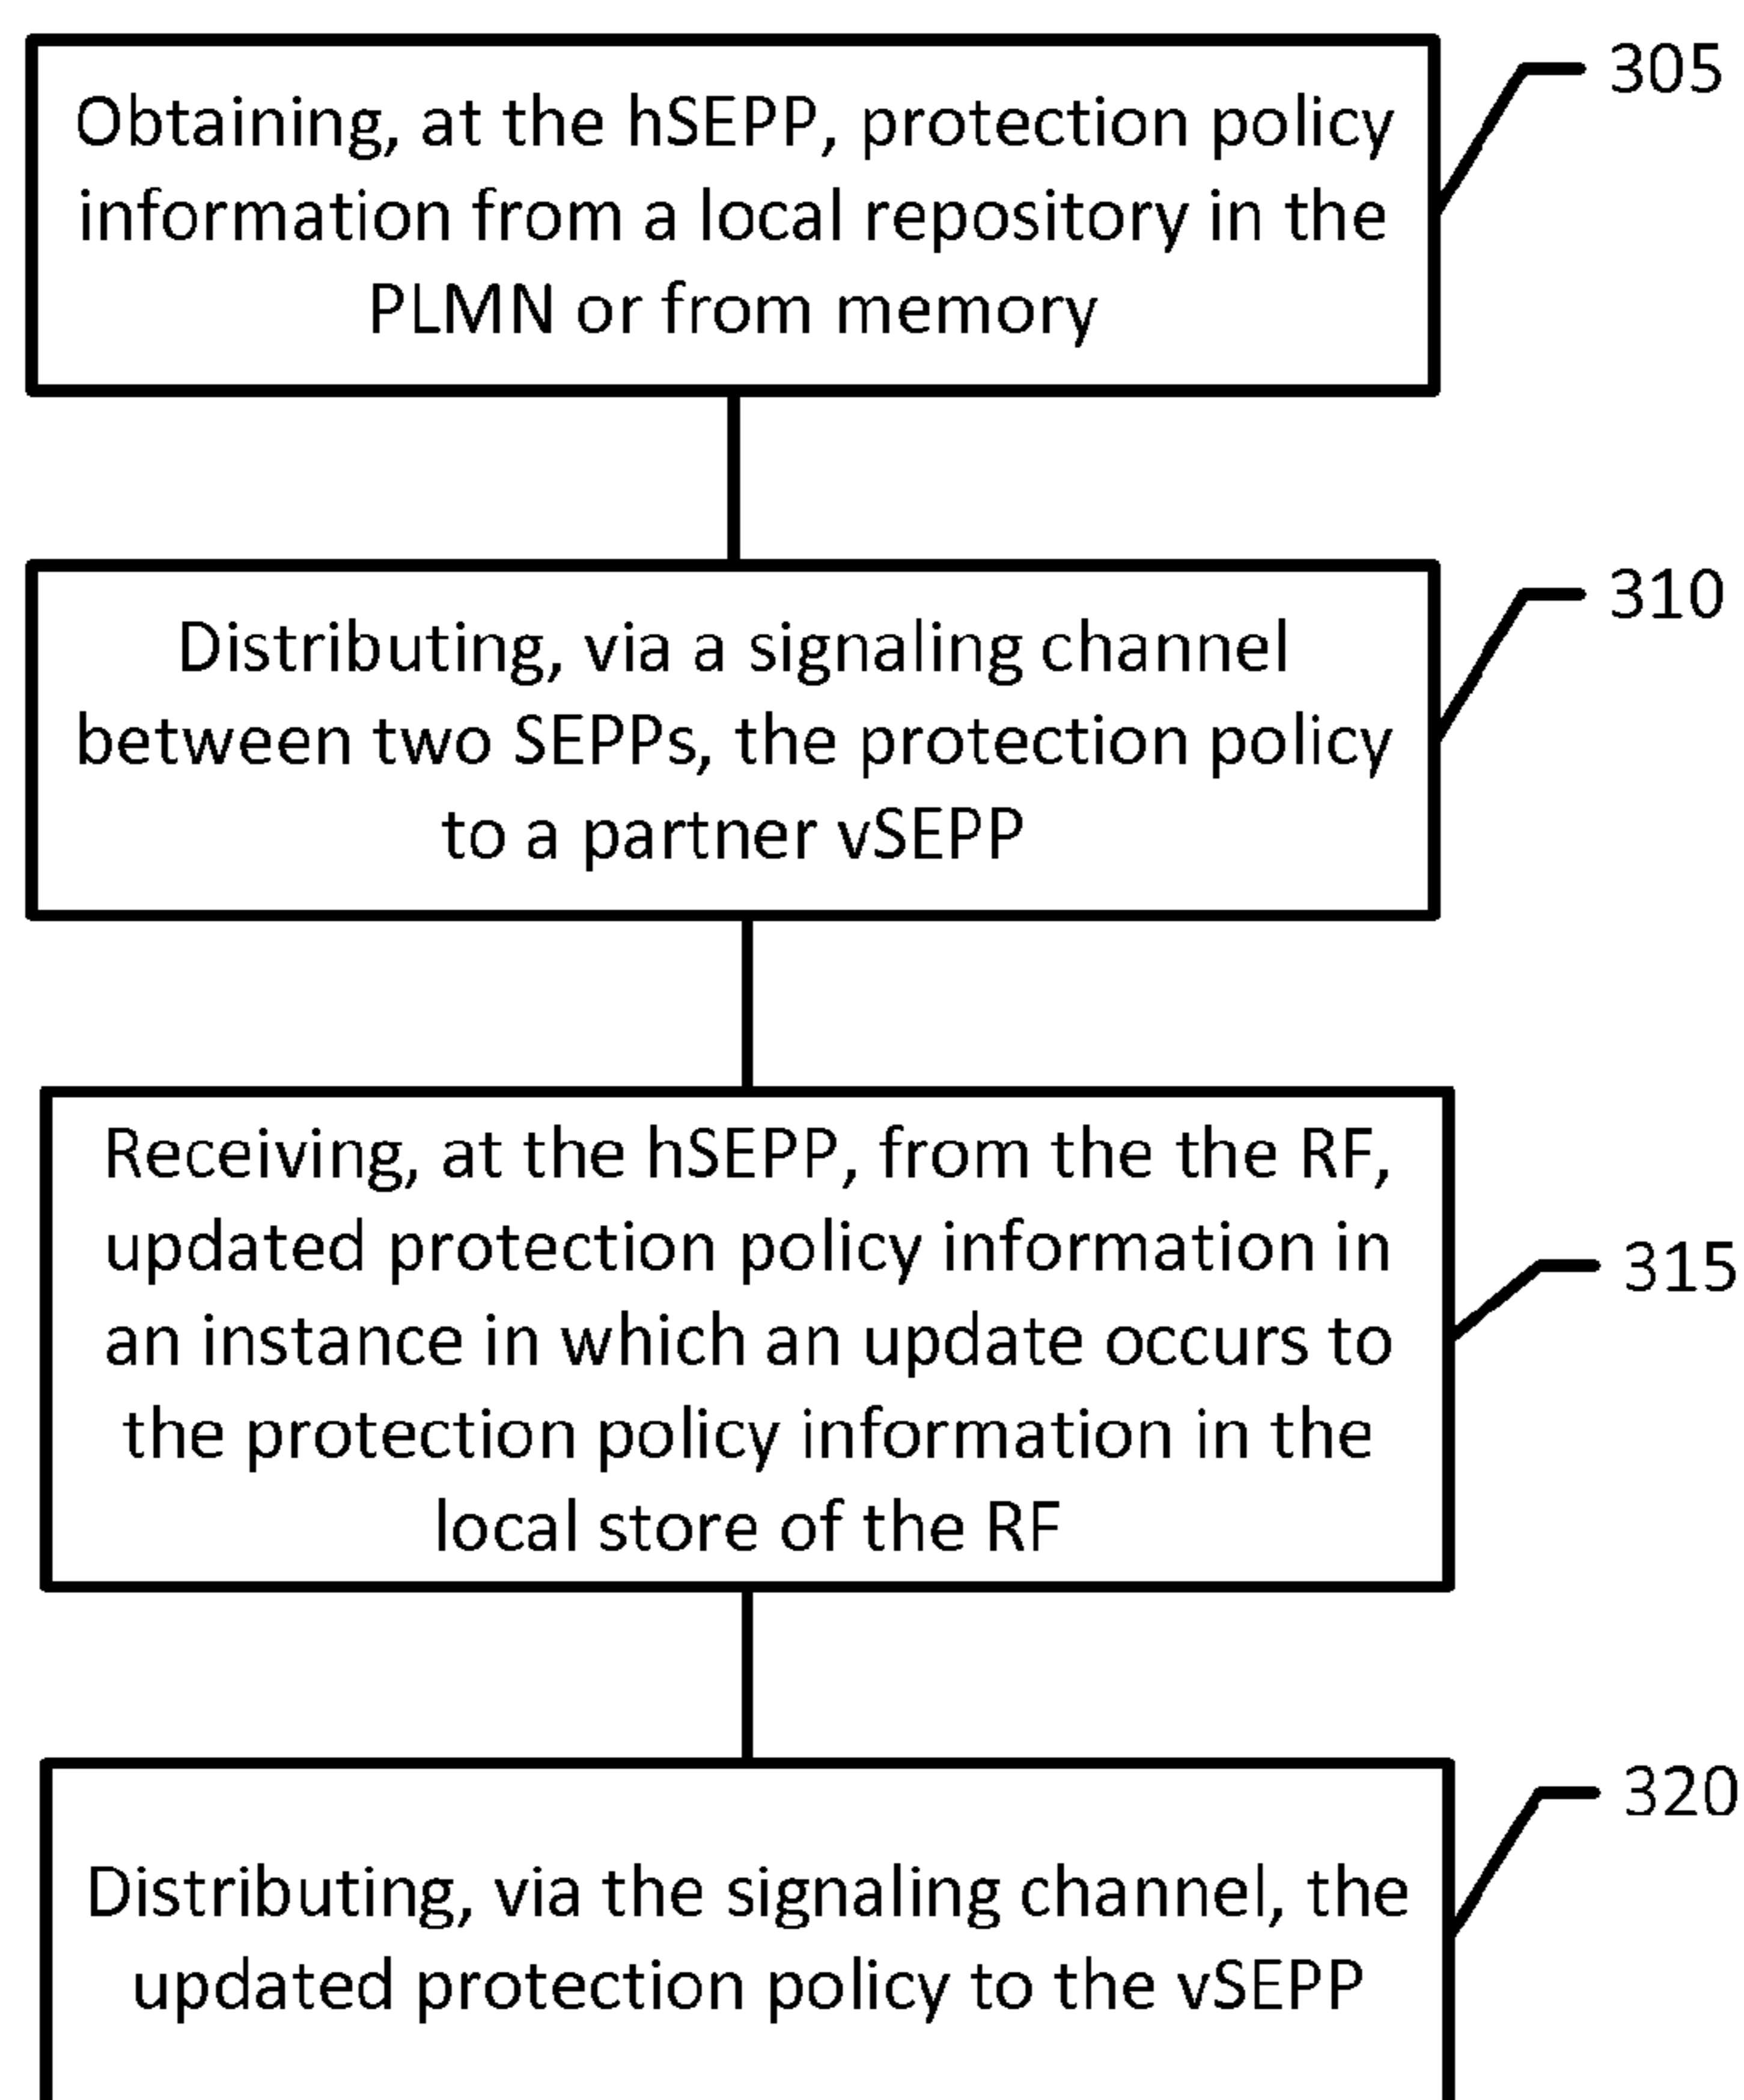 305
Obtaining, at the hSEPP, protection policy
information from a local repository in the
PLMN or from memory
310
Distributing, via a signaling channel
between two SEPPs, the protection policy
to a partner vSEPP
Receiving, at the hSEPP, from the the RF,
updated protection policy information in
315
an instance in which an update occurs to
the protection policy information in the
local store of the RF
320
Distributing, via the signaling channel, the
updated protection policy to the vSEPP